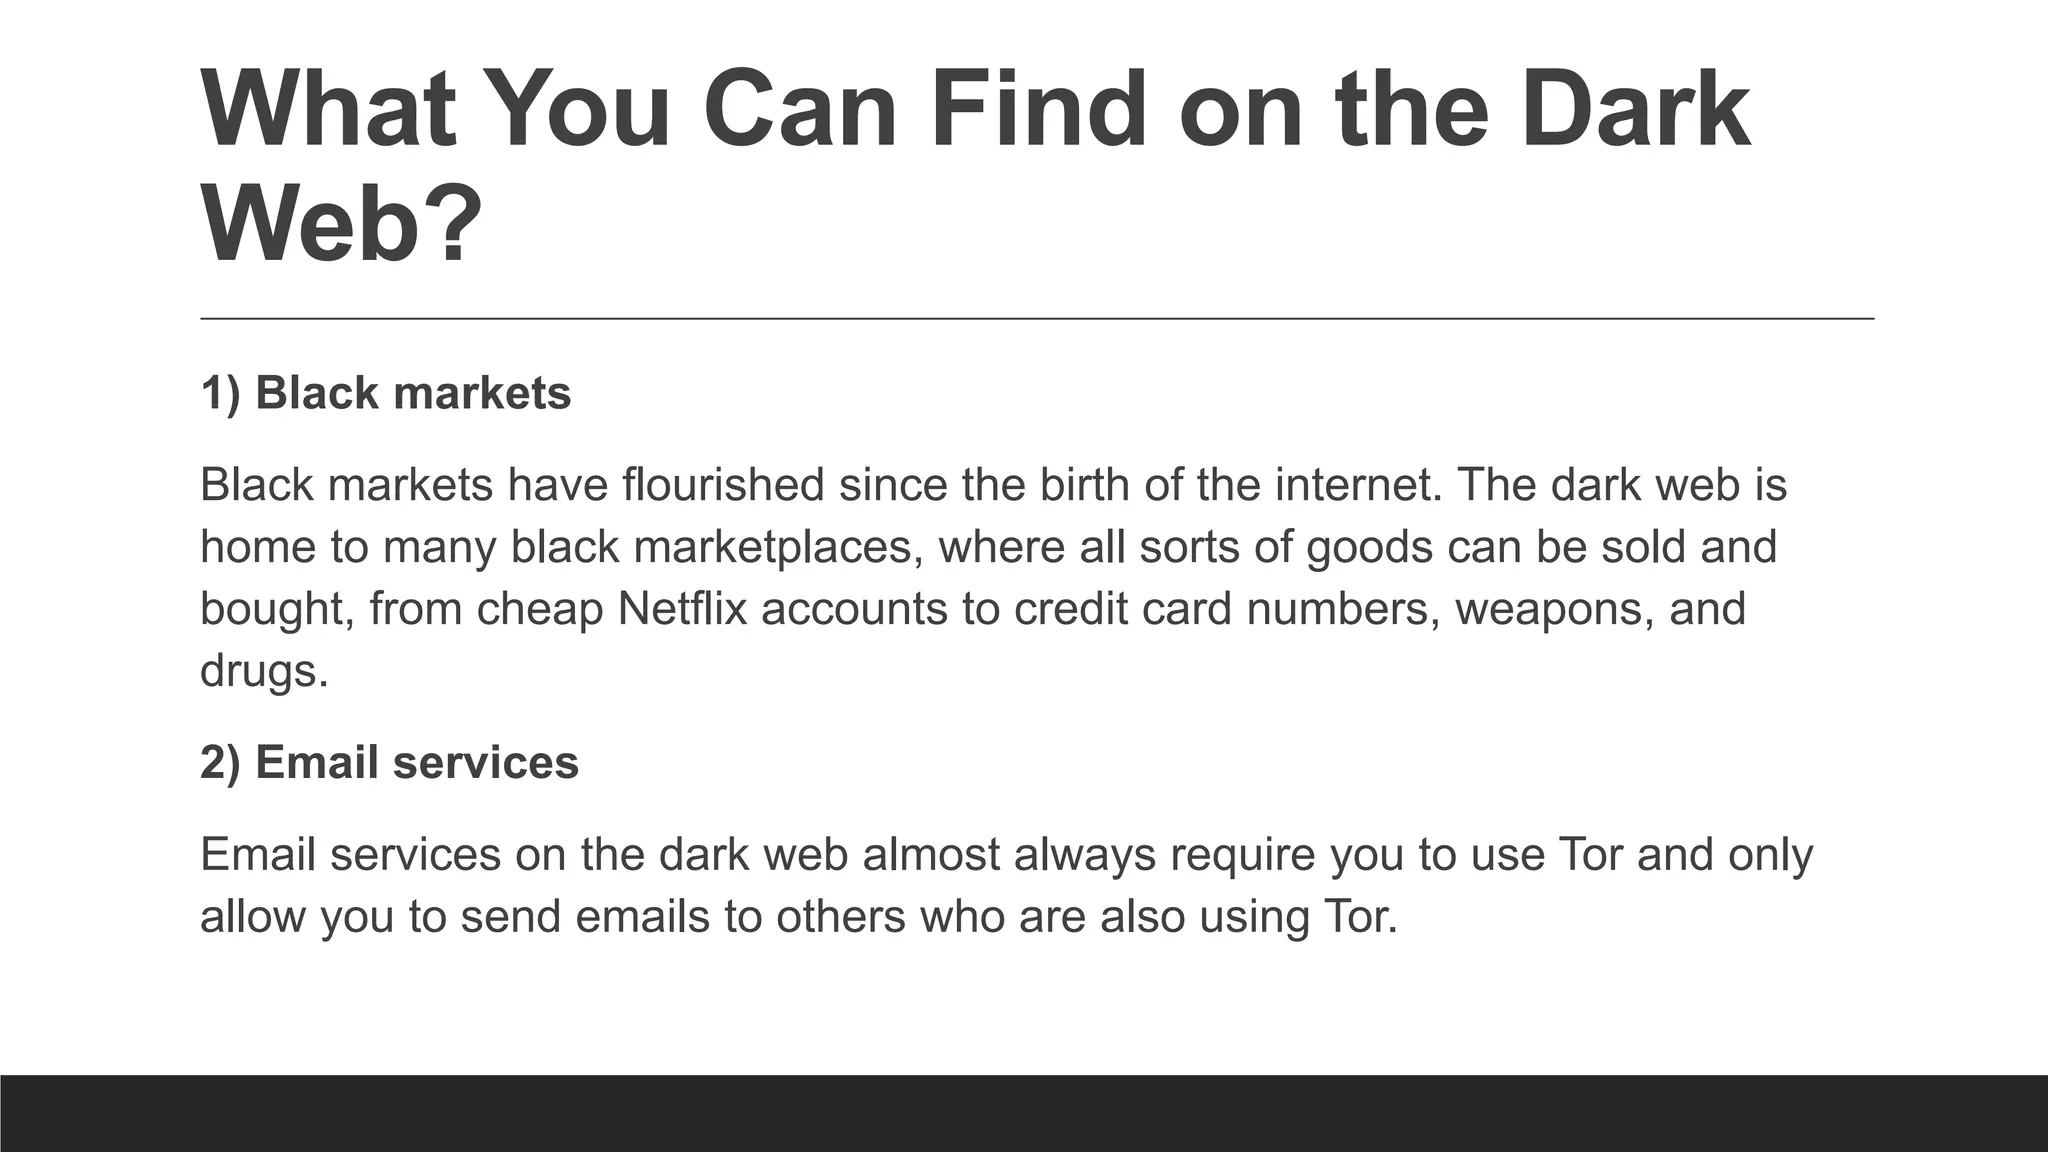 What You Can Find on the Dark
Web?
1) Black markets
Black markets have flourished since the birth of the internet. The dark web is
home to many black marketplaces, where all sorts of goods can be sold and
bought, from cheap Netflix accounts to credit card numbers, weapons, and
drugs.
2) Email services
Email services on the dark web almost always require you to use Tor and only
allow you to send emails to others who are also using Tor.